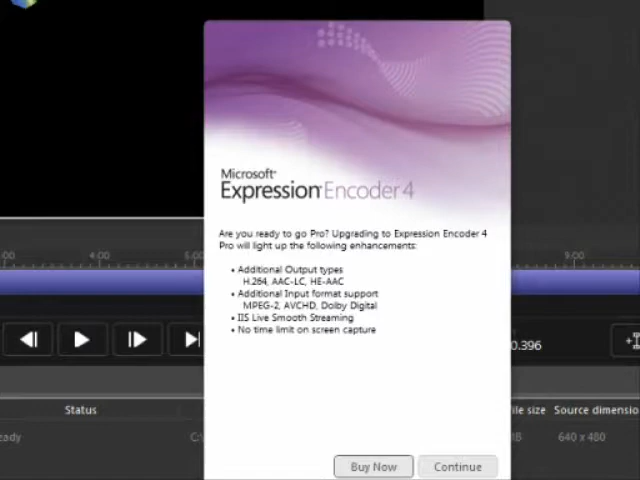 Microsoft®
Expression® Encoder 4
Are you ready to go Pro? Upgrading to Expression Encoder 4
Pro will light up the following enhancements:
• Additional Output types
H.264, AAC-LC, HE-AAC
• Additional Input format support
MPEG-2, AVCHD, Dolby Digital
• IIS Live Smooth Streaming
• No time limit on screen capture
:00 4:00 5:00 9:00
0.396
Status ile size Source dimensio
eady C:\ MB 640 x 480
Buy Now Continue